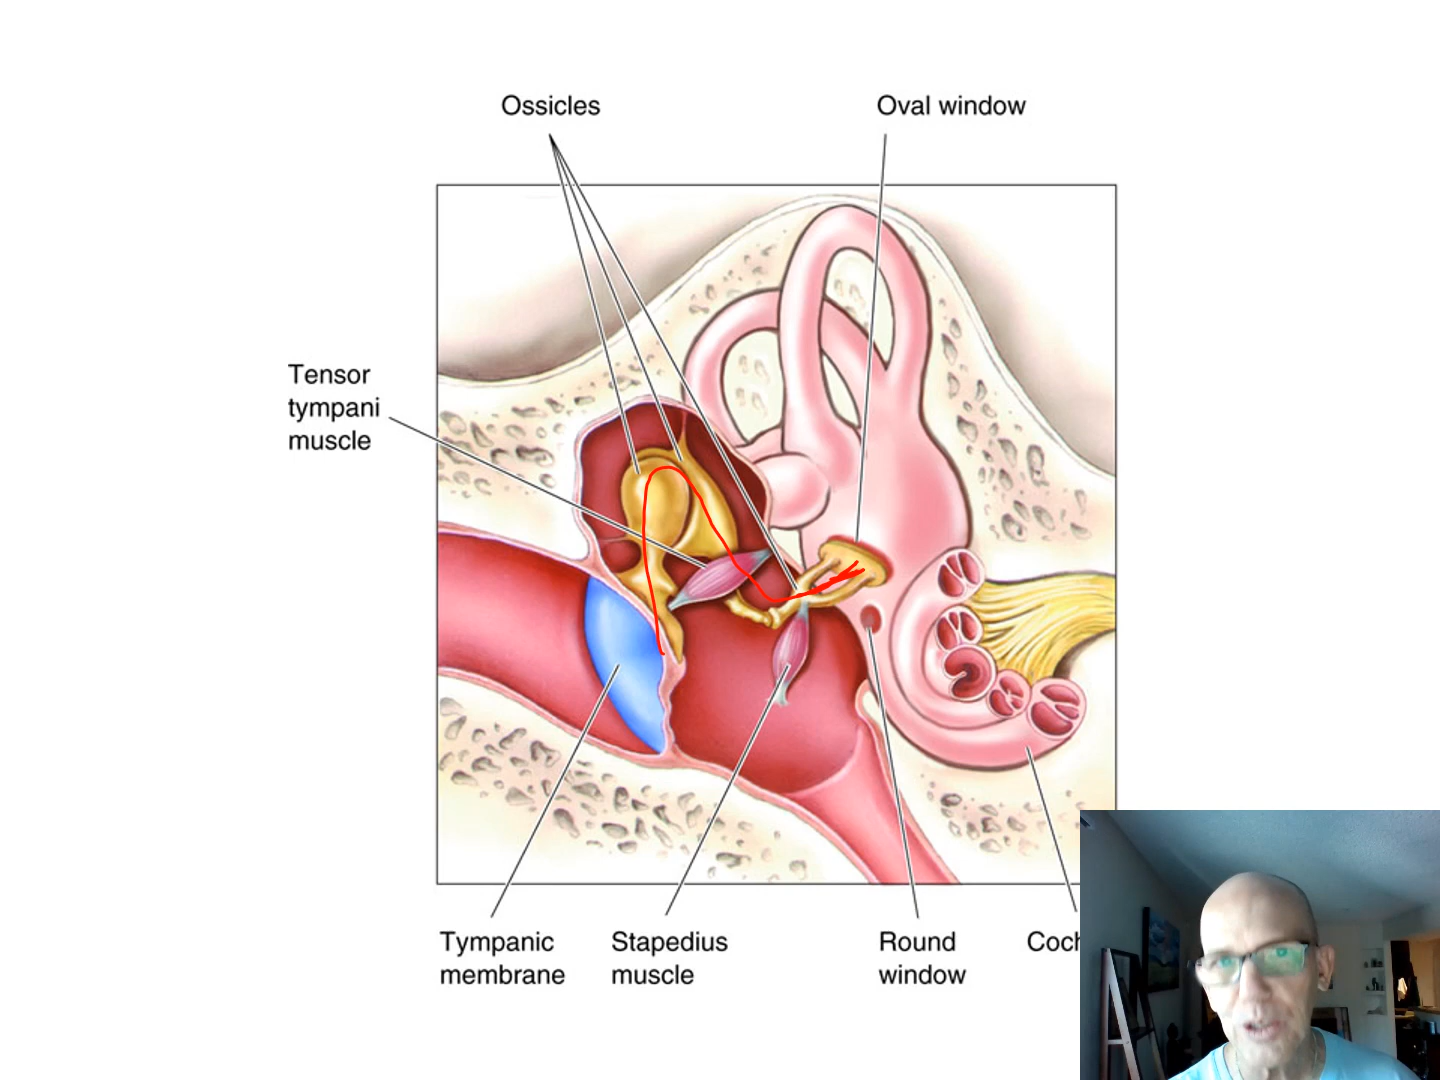 Ossicles
Oval window
Tensor
tympani
muscle
Tympanic
membrane
Stapedius
muscle
Round
window